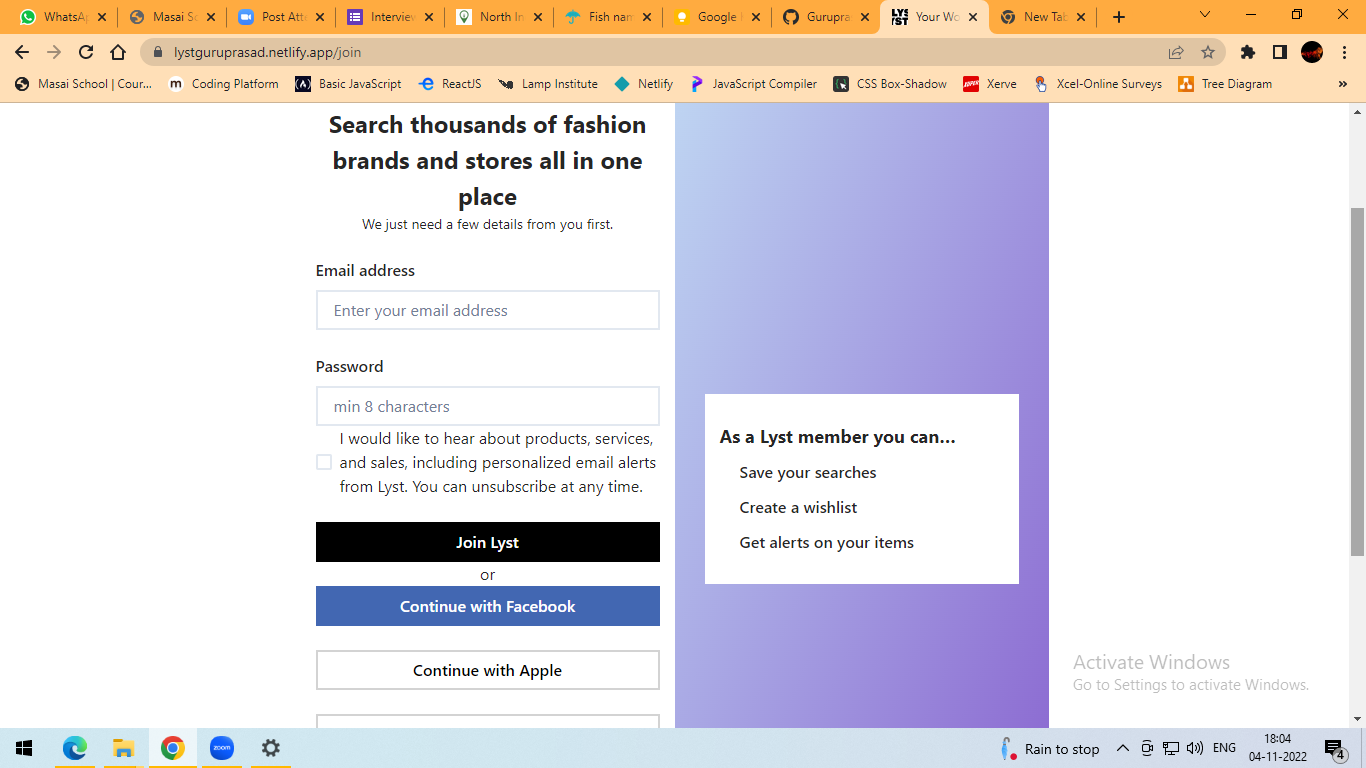 WhatsAp
Masai Sc
Post Atte
Interview
North In
Fish nam
Google
Gurupra
LYS
TST
Your Wo
New Tab
lystguruprasad.netlify.app/join
Masai School | Cour...
m
Coding Platform
Basic JavaScript
ReactJS
Lamp Institute
Netlify
JavaScript Compiler
CSS Box-Shadow
Xerve
Xcel-Online Surveys
Tree Diagram
»
Search thousands of fashion
brands and stores all in one
place
We just need a few details from you first.
Email address
Enter your email address
Password
min 8 characters
I would like to hear about products, services,
and sales, including personalized email alerts
from Lyst. You can unsubscribe at any time.
Join Lyst
or
Continue with Facebook
Continue with Apple
As a Lyst member you can...
Save your searches
Create a wishlist
Get alerts on your items
Activate Windows
Go to Settings to activate Windows.
zoom
Rain to stop
ENG
18:04
04-11-2022
4